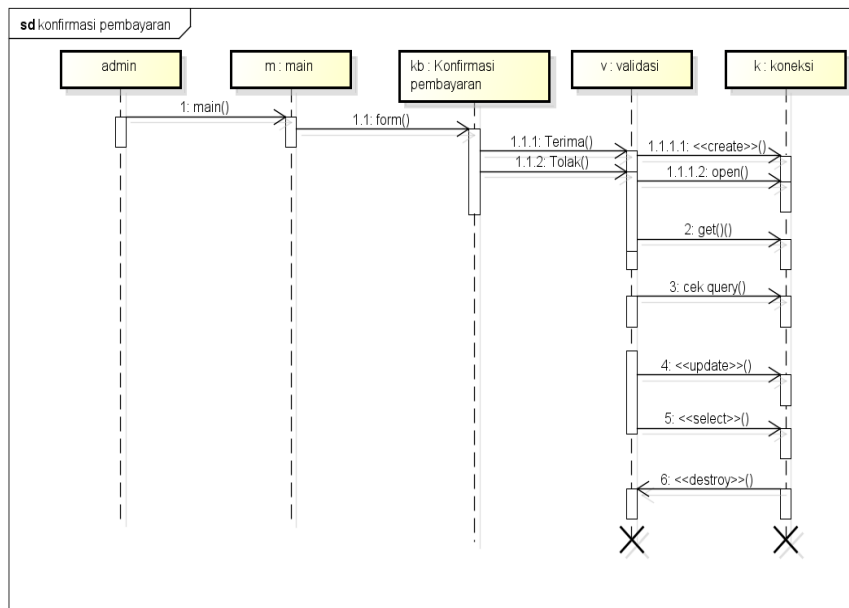 sd konfirmasi pembayaran
admin
m : main
kb : Konfirmasi
pembayaran
v : validasi
k : koneksi
1: main()
1.1: form()
1.1.1: Terima()
1.1.1.1: <<create>>()
1.1.2: Tolak()
1.1.1.2: open()
2: get()()
3: cek query()
4: <<update>>()
5: <<select>>()
6: <<destroy>>()